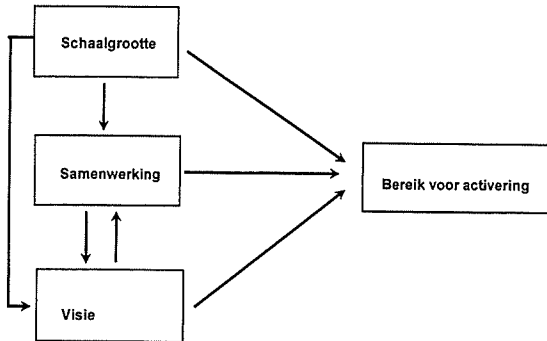 Schaalgrootte
Samenwerking
Bereik voor activering
Visie